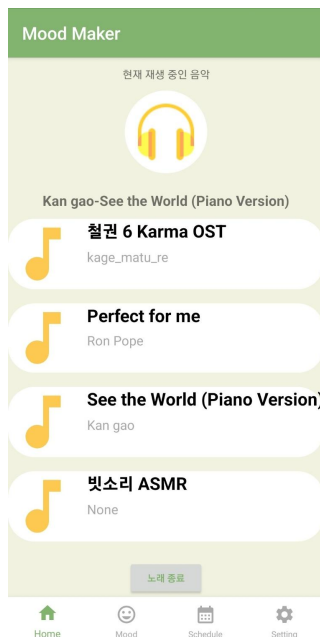 Mood Maker
현재 재생 중인 음악
Kan gao-See the World (Piano Version)
철권 6 Karma OST
kage_matu_re
Perfect for me
Ron Pope
See the World (Piano Version)
Kan gao
빗소리 ASMR
None
노래 종료
Home
Mood
Schedule
Setting